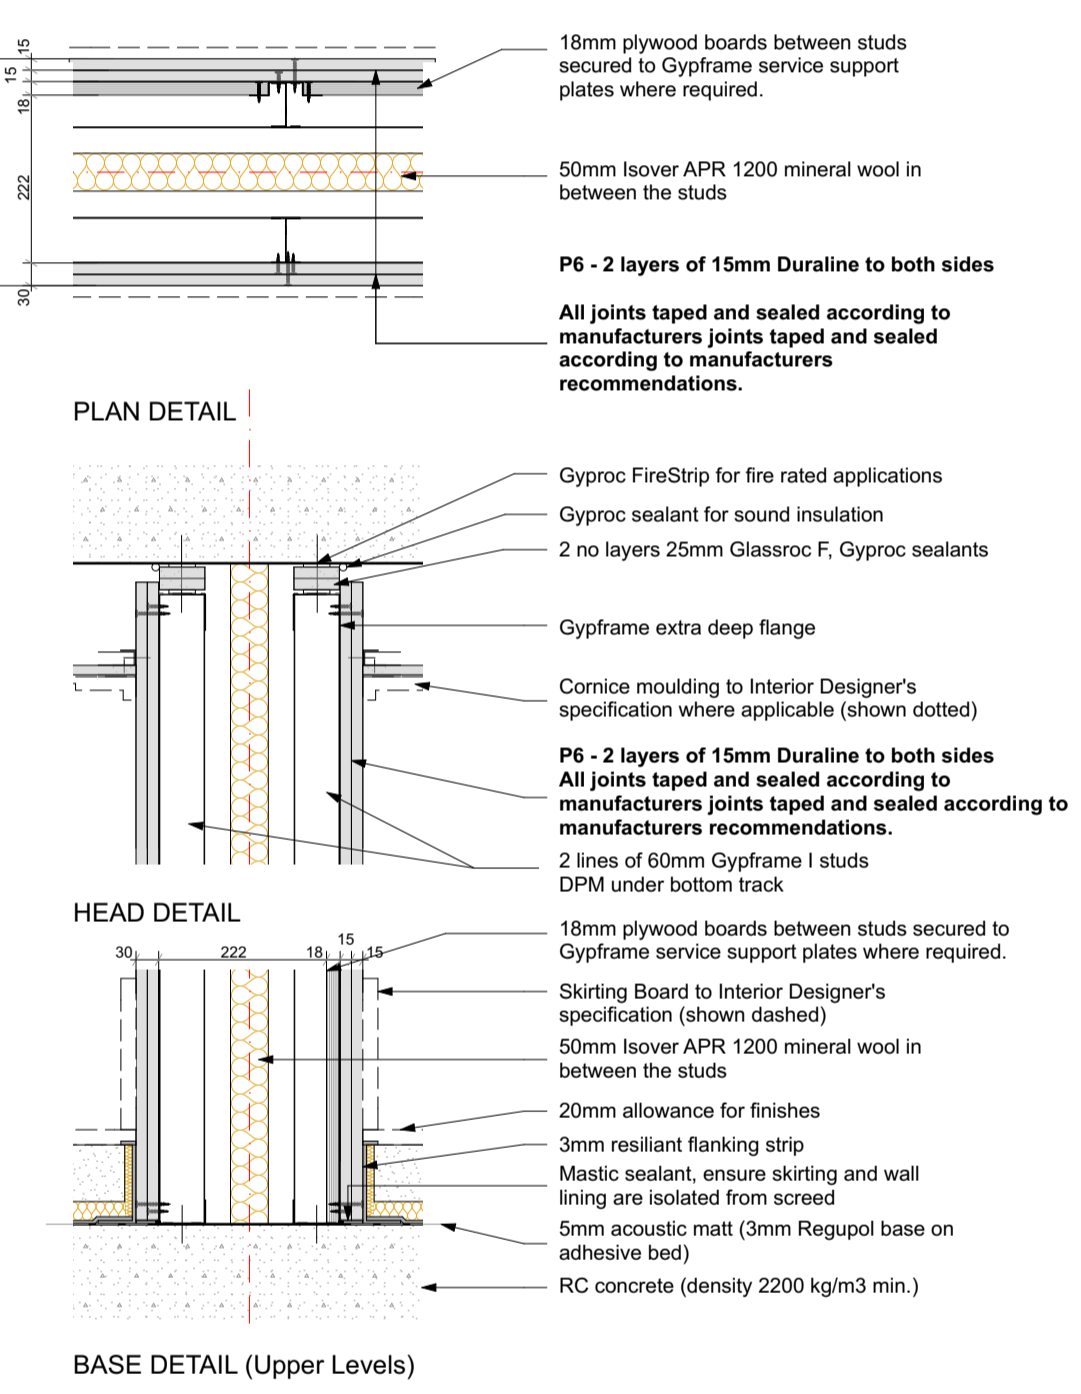 15
15
18
222
30
18mm plywood boards between studs
secured to Gypframe service support
plates where required.
50mm Isover APR 1200 mineral wool in
between the studs
P6 - 2 layers of 15mm Duraline to both sides
All joints taped and sealed according to
manufacturers joints taped and sealed
according to manufacturers
recommendations.
PLAN DETAIL
Gyproc FireStrip for fire rated applications
Gyproc sealant for sound insulation
2 no layers 25mm Glassroc F, Gyproc sealants
Gypframe extra deep flange
Cornice moulding to Interior Designer's
specification where applicable (shown dotted)
P6 - 2 layers of 15mm Duraline to both sides
All joints taped and sealed according to
manufacturers joints taped and sealed according to
manufacturers recommendations.
2 lines of 60mm Gypframe I studs
DPM under bottom track
HEAD DETAIL
30
222
18
15
15
18mm plywood boards between studs secured to
Gypframe service support plates where required.
Skirting Board to Interior Designer's
specification (shown dashed)
50mm Isover APR 1200 mineral wool in
between the studs
20mm allowance for finishes
3mm resiliant flanking strip
Mastic sealant, ensure skirting and wall
lining are isolated from screed
5mm acoustic matt (3mm Regupol base on
adhesive bed)
RC concrete (density 2200 kg/m3 min.)
BASE DETAIL (Upper Levels)